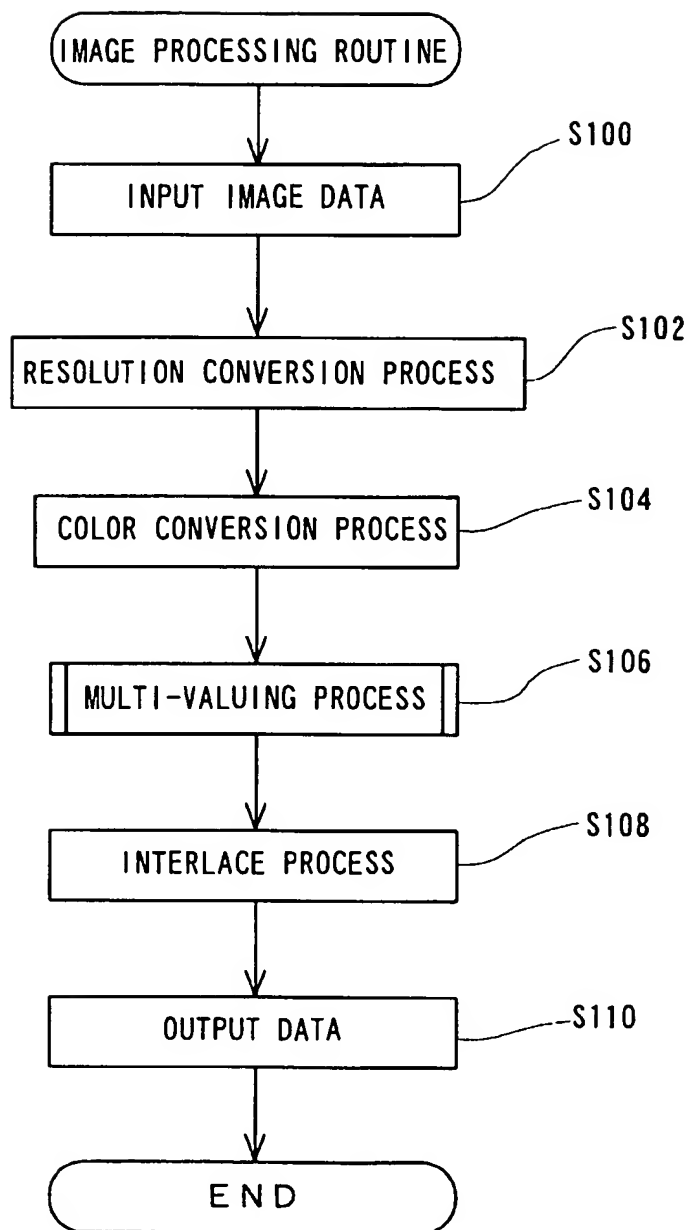 IMAGE PROCESSING ROUTINE
S100
INPUT IMAGE DATA
S102
RESOLUTION CONVERSION PROCESS
S104
COLOR CONVERSION PROCESS
S106
MULTI-VALUING PROCESS
S108
INTERLACE PROCESS
S110
OUTPUT DATA
END